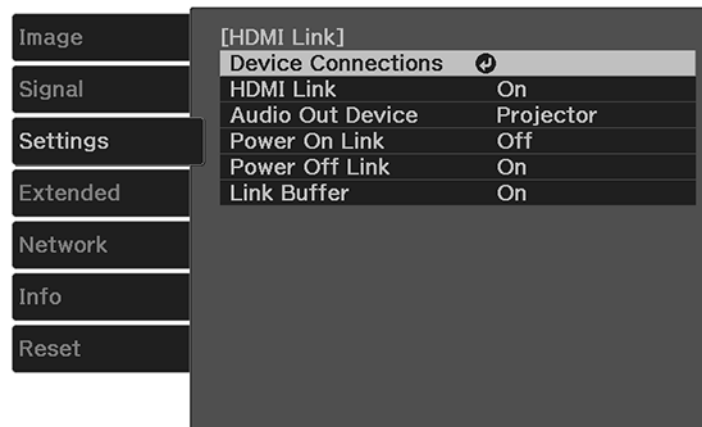 Image
Signal
Settings
Extended
Network
Info
Reset
[HDMI Link]
Device Connections
HDMI Link On
Audio Out Device Projector
Power On Link Off
Power Off Link On
Link Buffer On